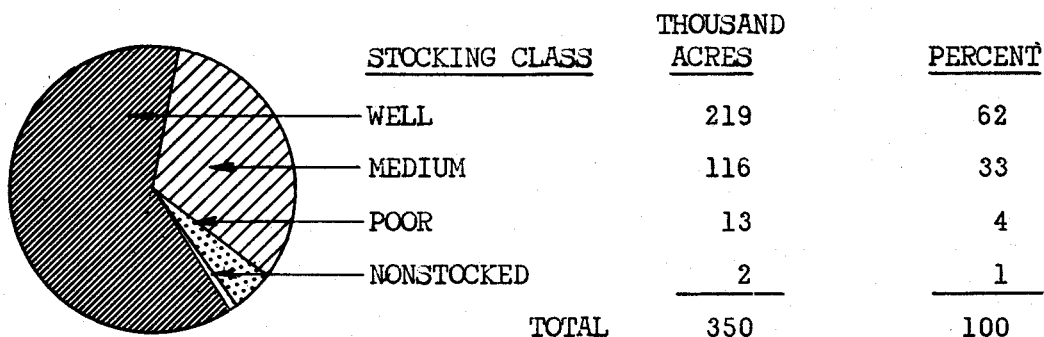 THOUSAND
STOCKING CLASS ACRES PERCENT
WELL 219 62
MEDIUM 116 33
POOR 13 4
NONSTOCKED 2 1
TOTAL 350 100